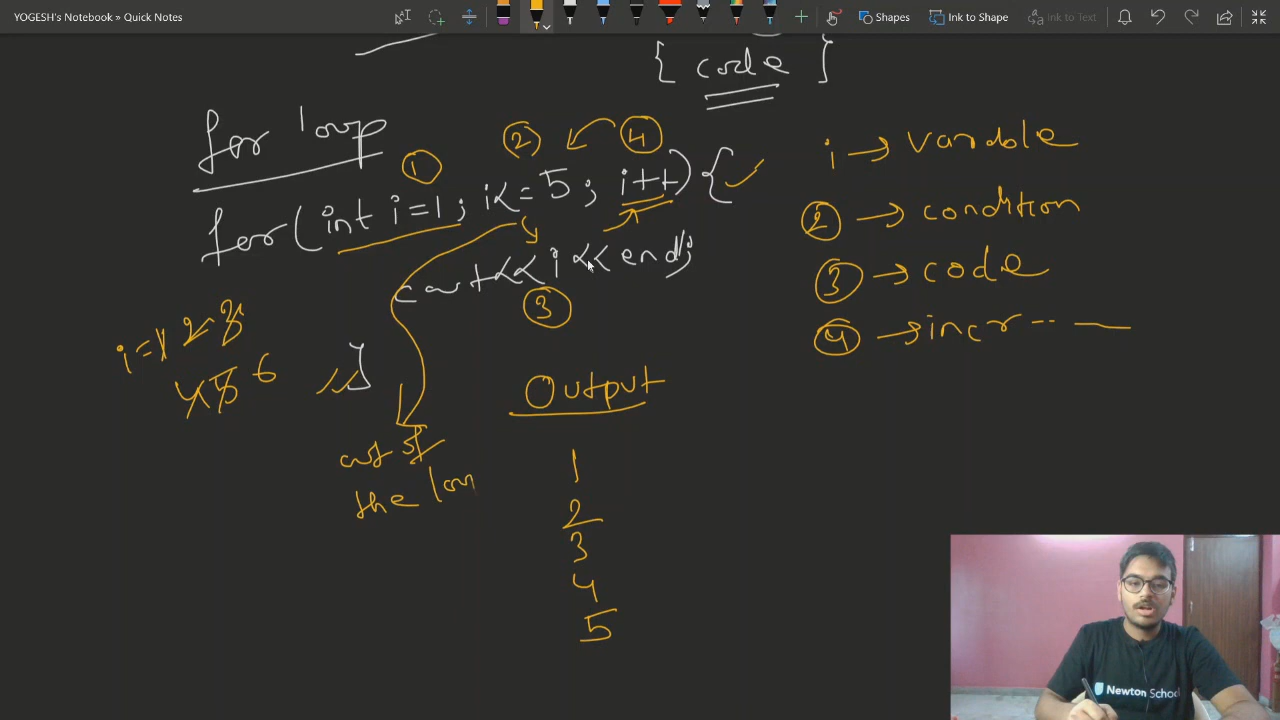 YOGESH's Notebook » Quick Notes
Shapes
Ink to Shape
Ink to Text
{ code }
for loop
① ② ④
for(int i=1; i<=5; i++){
cout<<i<<endl;
③
}
i=1 2 3
4 5 6
out of
the loo
i → variable
② → condition
③ → code
④ → incr --
Output
1
2
3
4
5
Newton School